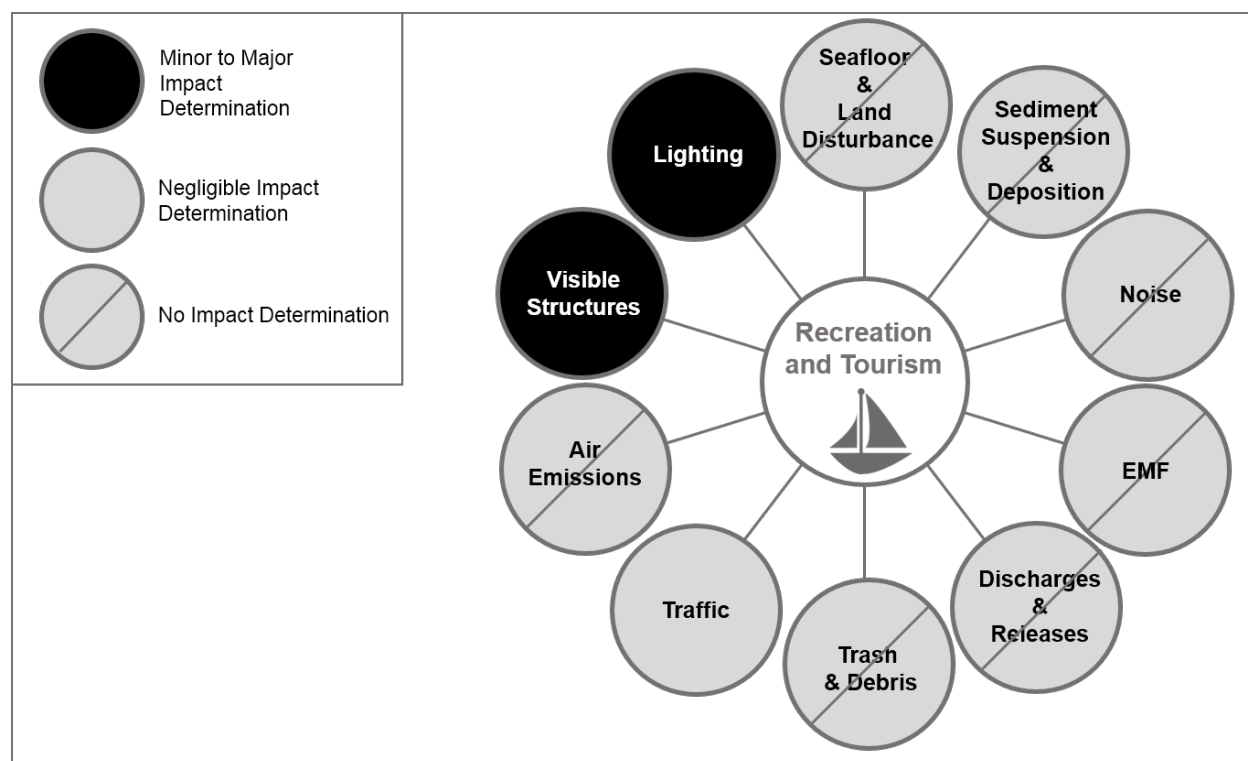 Minor to Major
Impact
Determination
Negligible Impact
Determination
No Impact Determination
Seafloor
&
Land
Disturbance
Sediment
Suspension
&
Deposition
Noise
EMF
Discharges
&
Releases
Trash
& Debris
Traffic
Air
Emissions
Visible
Structures
Lighting
Recreation
and Tourism